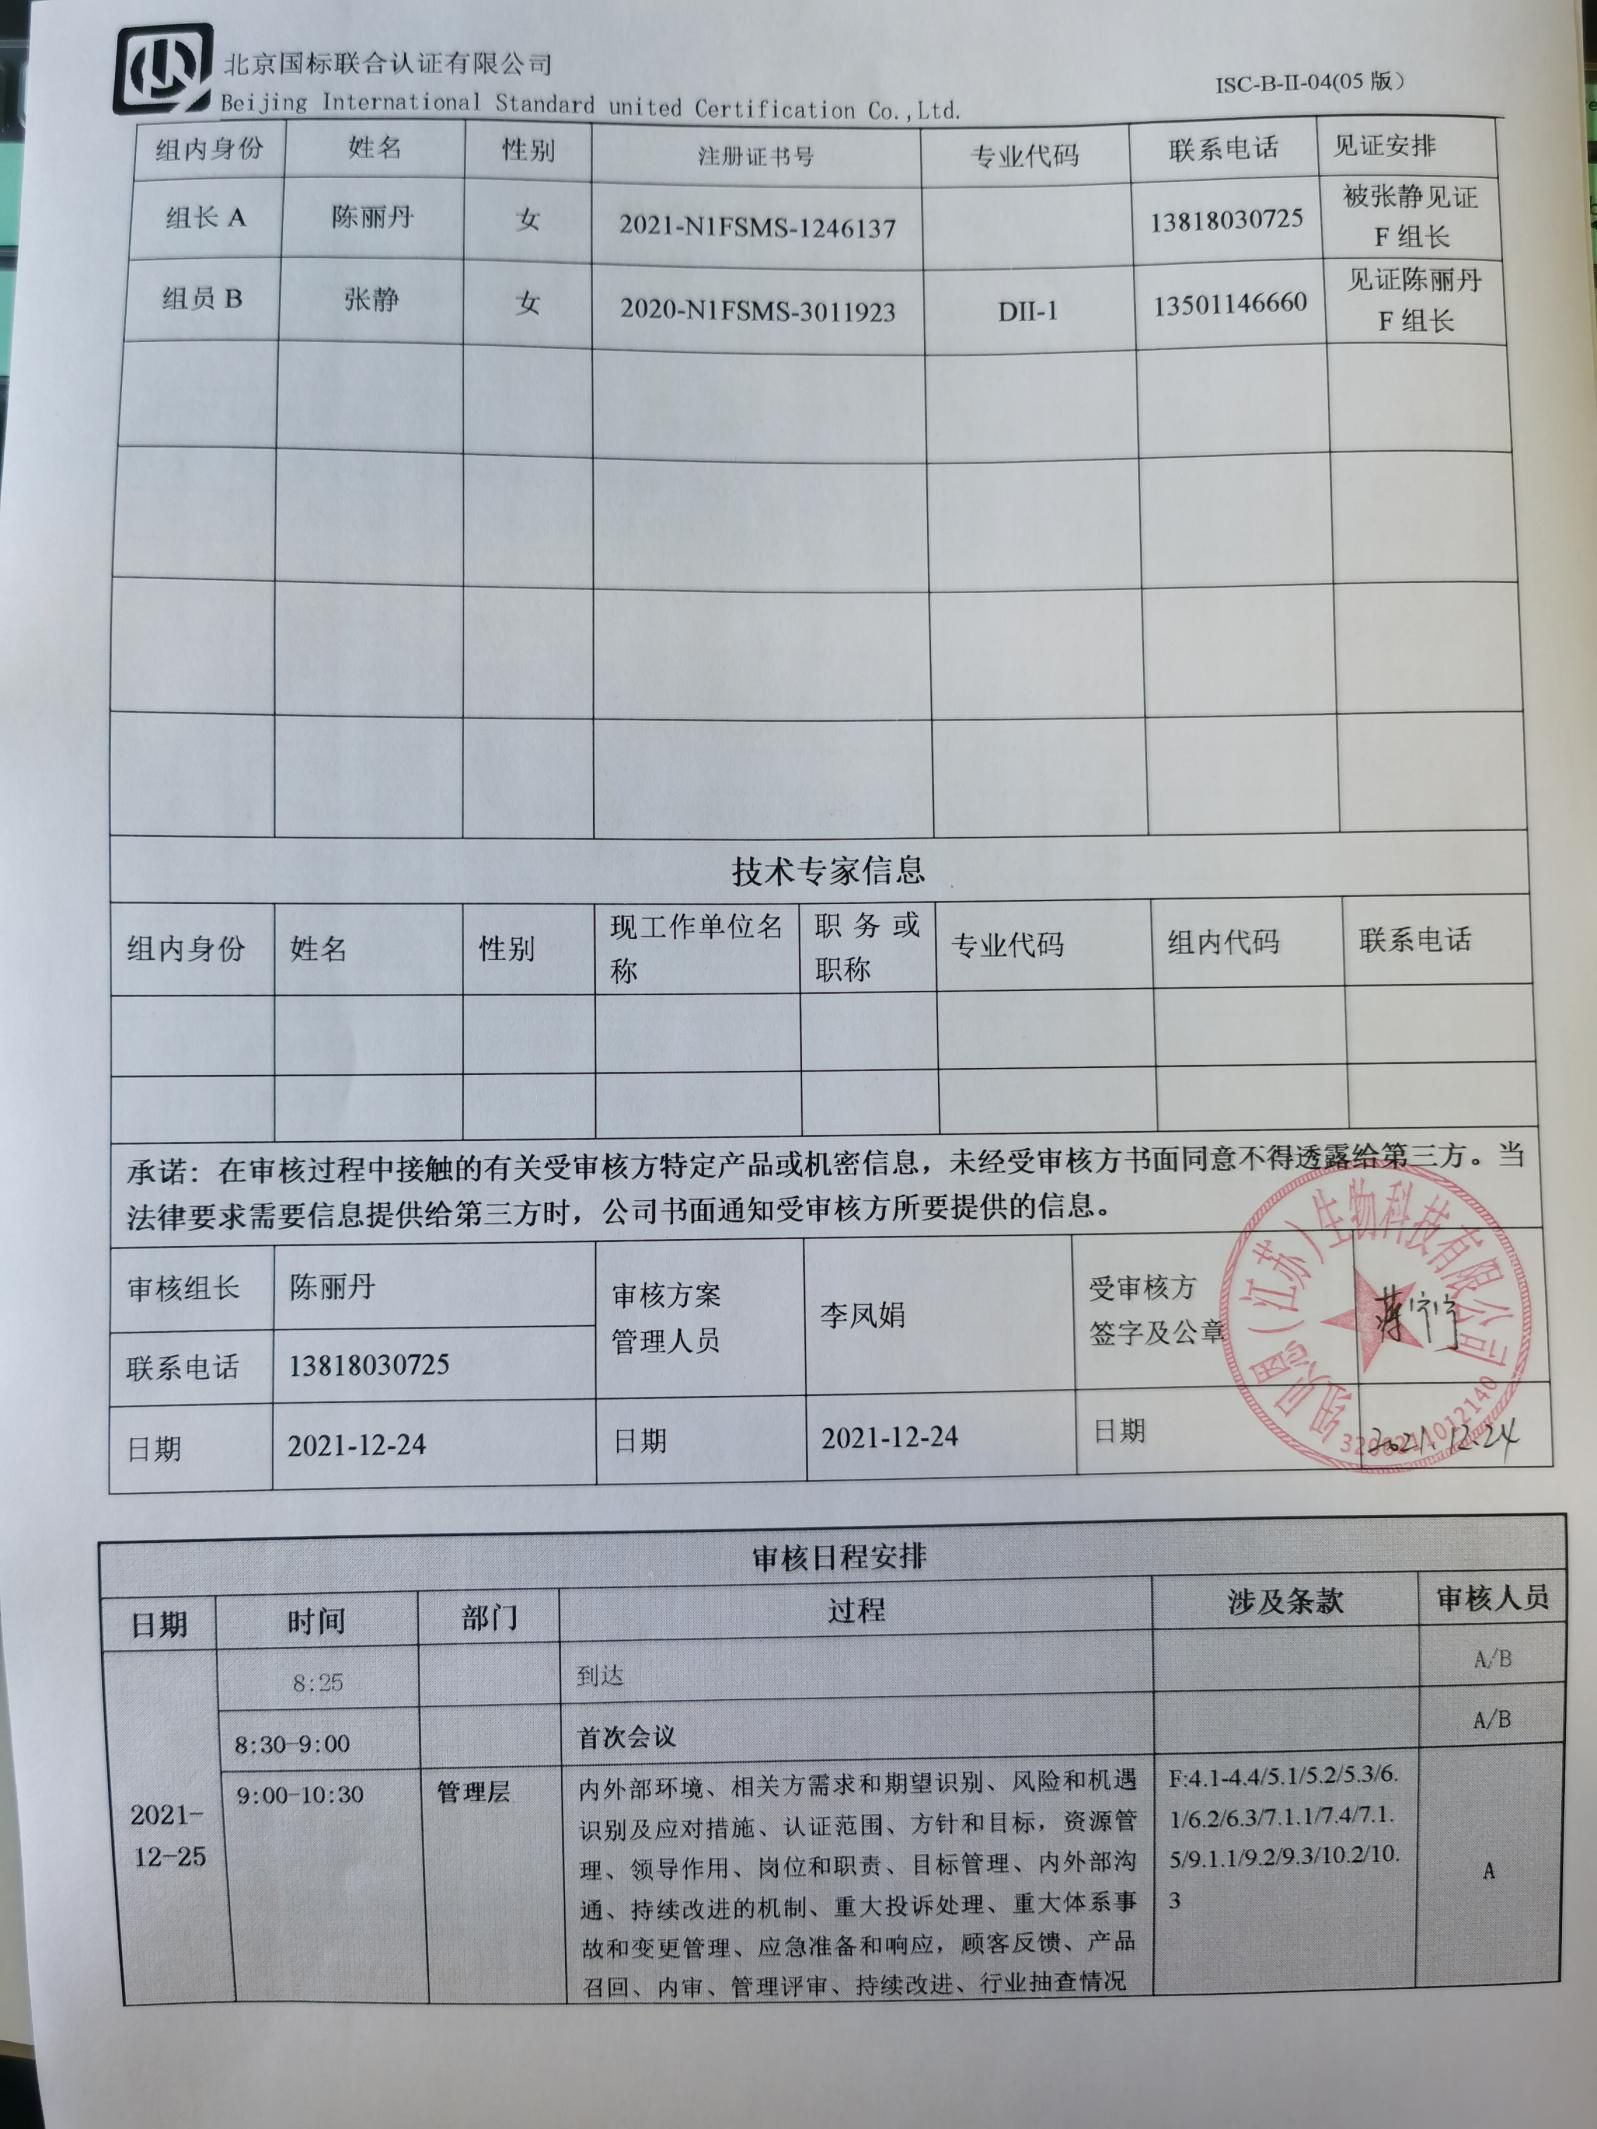 北京国标联合认证有限公司
Beijing International Standard united Certification Co.,Ltd.
ISC-B-II-04(05 版)
组内身份 姓名 性别 注册证书号 专业代码 联系电话 见证安排
组长 A 陈丽丹 女 2021-N1FSMS-1246137 13818030725 被张静见证
F 组长
组员 B 张静 女 2020-N1FSMS-3011923 DII-1 13501146660 见证陈丽丹
F 组长
技术专家信息
组内身份 姓名 性别 现工作单位名
称 职 务 或
职称 专业代码 组内代码 联系电话
承诺：在审核过程中接触的有关受审核方特定产品或机密信息，未经受审核方书面同意不得透露给第三方。当
法律要求需要信息提供给第三方时，公司书面通知受审核方所要提供的信息。
审核组长 陈丽丹 审核方案
管理人员 李凤娟 受审核方
签字及公章
联系电话 13818030725
日期 2021-12-24 日期 2021-12-24 日期 2021.12.24
(江苏)生物科技有限公司
审核日程安排
日期 时间 部门 过程 涉及条款 审核人员
2021-
12-25
8:25 到达 A/B
8:30-9:00 首次会议 A/B
9:00-10:30 管理层 内外部环境、相关方需求和期望识别、风险和机遇
识别及应对措施、认证范围、方针和目标，资源管
理、领导作用、岗位和职责、目标管理、内外部沟
通、持续改进的机制、重大投诉处理、重大体系事
故和变更管理、应急准备和响应，顾客反馈、产品
召回、内审、管理评审、持续改进、行业抽查情况
F:4.1-4.4/5.1/5.2/5.3/6.
1/6.2/6.3/7.1.1/7.4/7.1.
5/9.1.1/9.2/9.3/10.2/10.
3
A